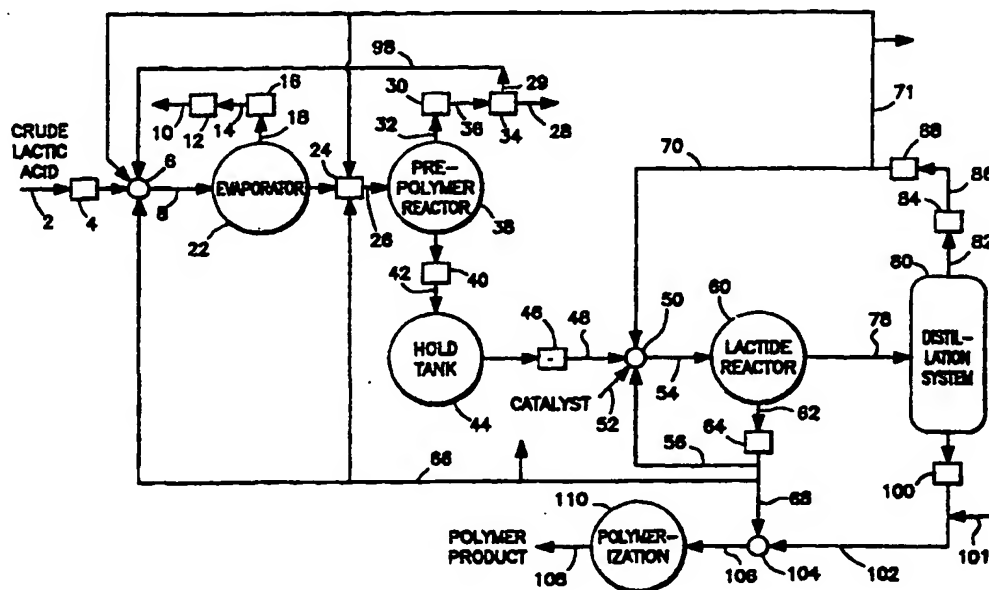 98
71
16
30
29
88
10
12
14
18
36
34
28
70
86
CRUDE
LACTIC
ACID
6
24
32
84
82
EVAPORATOR
PRE-
POLYMER
REACTOR
80
2
4
8
22
26
38
42
40
60
50
46
48
78
HOLD
TANK
LACTIDE
REACTOR
DISTIL-
LATION
SYSTEM
CATALYST
54
52
62
44
64
56
66
100
68
110
POLYMER
PRODUCT
POLYMER-
IZATION
101
108
106
104
102